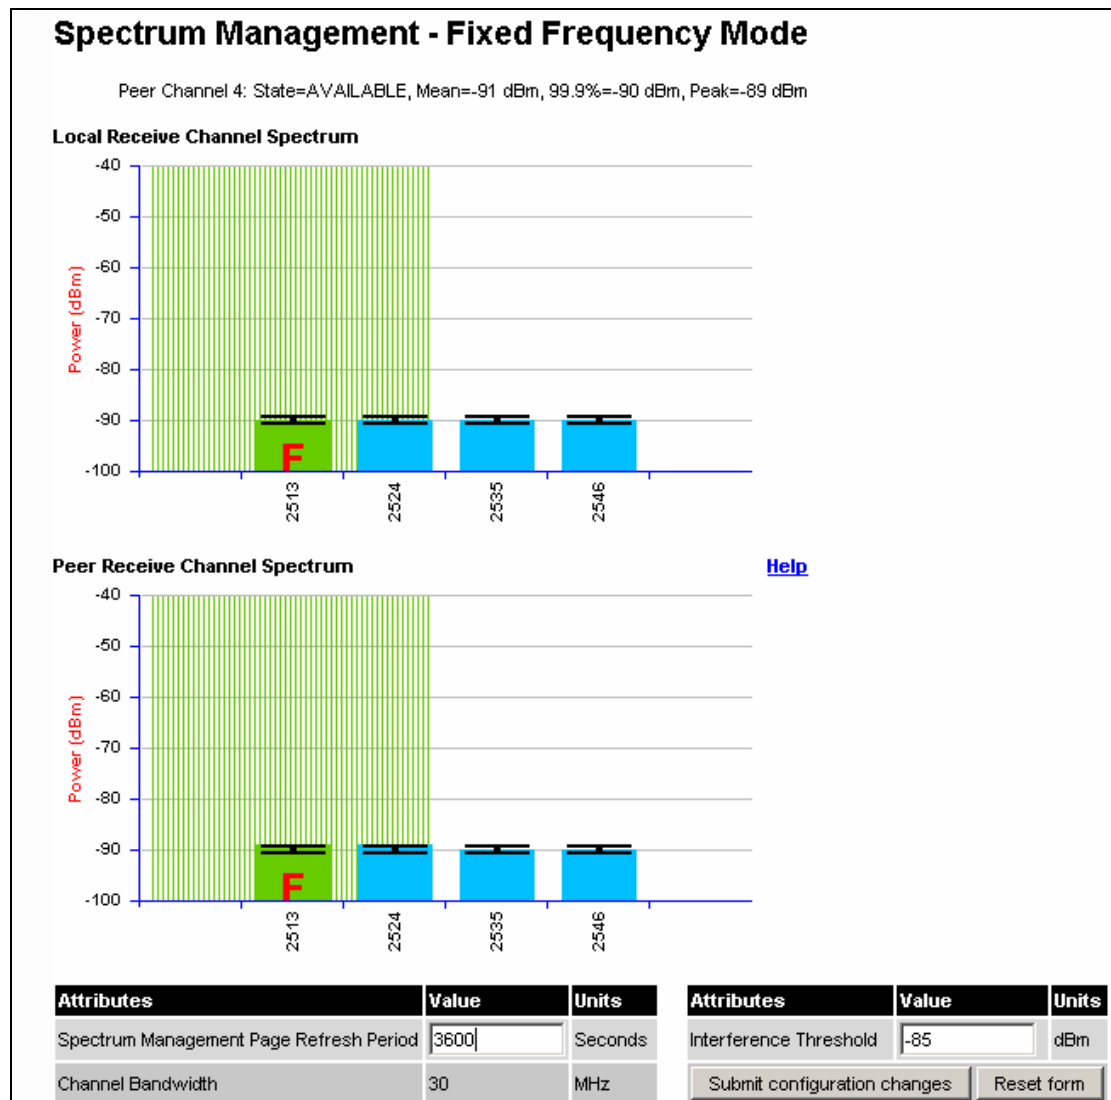 Spectrum Management - Fixed Frequency Mode
Peer Channel 4: State=AVAILABLE, Mean=-91 dBm, 99.9%=-90 dBm, Peak=-89 dBm
Local Receive Channel Spectrum
-40
-50
-60
-70
-80
-90
-100
Power (dBm)
F
2513 2524 2535 2546
Peer Receive Channel Spectrum Help
-40
-50
-60
-70
-80
-90
-100
Power (dBm)
F
2513 2524 2535 2546
Attributes Value Units Attributes Value Units
Spectrum Management Page Refresh Period 3600 Seconds Interference Threshold -85 dBm
Channel Bandwidth 30 MHz Submit configuration changes Reset form